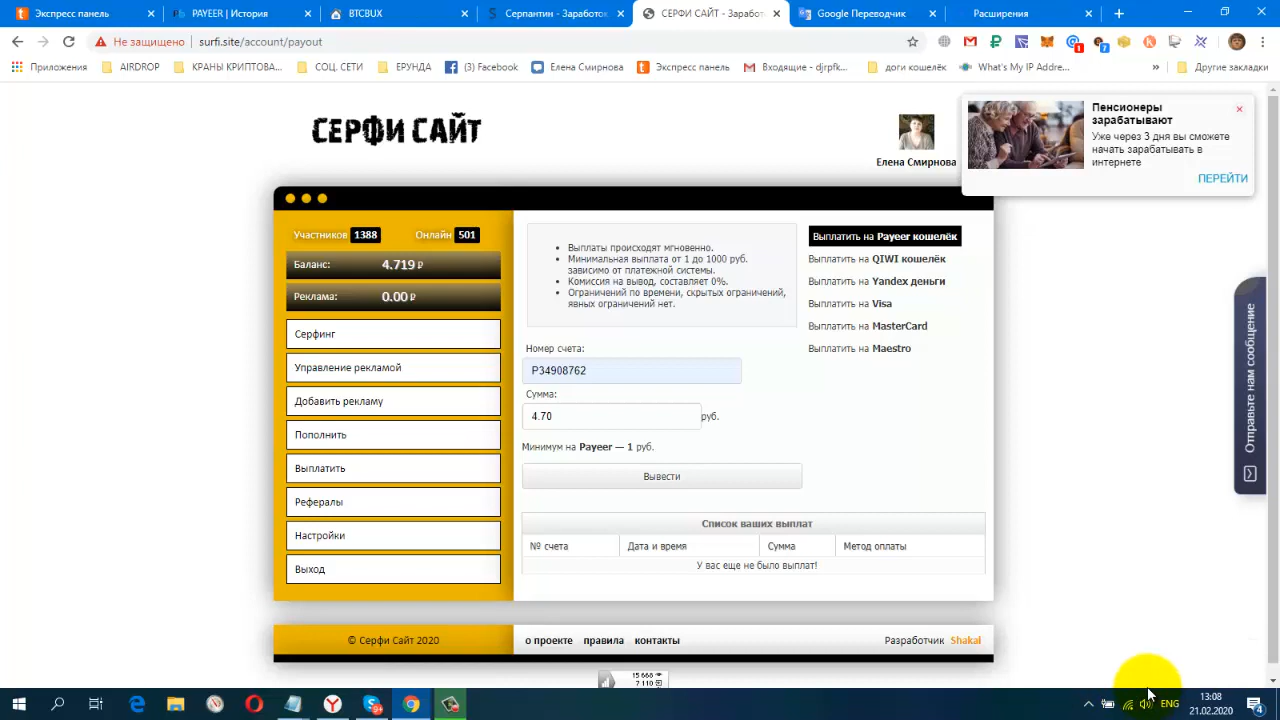 Экспресс панель
PAYEER | История
BTCBUX
Серпантин - Заработок
СЕРФИ САЙТ - Заработ
Google Переводчик
Расширения
Не защищено
surfi.site/account/payout
1
7
Приложения
AIRDROP
КРАНЫ КРИПТОВА...
СОЦ. СЕТИ
ЕРУНДА
(3) Facebook
Елена Смирнова
Экспресс панель
Входящие - djrpfk...
доги кошелёк
What's My IP Addre...
»
Другие закладки
СЕРФИ САЙТ
Елена Смирнова
Пенсионеры
зарабатывают
Уже через 3 дня вы сможете
начать зарабатывать в
интернете
ПЕРЕЙТИ
Участников 1388
Онлайн 501
Баланс: 4.719 ₽
Реклама: 0.00 ₽
Серфинг
Управление рекламой
Добавить рекламу
Пополнить
Выплатить
Рефералы
Настройки
Выход
Выплаты происходят мгновенно.
Минимальная выплата от 1 до 1000 руб.
зависимо от платежной системы.
Комиссия на вывод, составляет 0%.
Ограничений по времени, скрытых ограничений,
явных ограничений нет.
Выплатить на Payeer кошелёк
Выплатить на QIWI кошелёк
Выплатить на Yandex деньги
Выплатить на Visa
Выплатить на MasterCard
Выплатить на Maestro
Номер счета:
P34908762
Сумма:
4.70 руб.
Минимум на Payeer — 1 руб.
Вывести
Список ваших выплат
№ счета Дата и время Сумма Метод оплаты
У вас еще не было выплат!
Отправьте нам сообщение
© Серфи Сайт 2020
о проекте правила контакты
Разработчик Shakal
15 668
7 110
ENG
13:08
21.02.2020
4